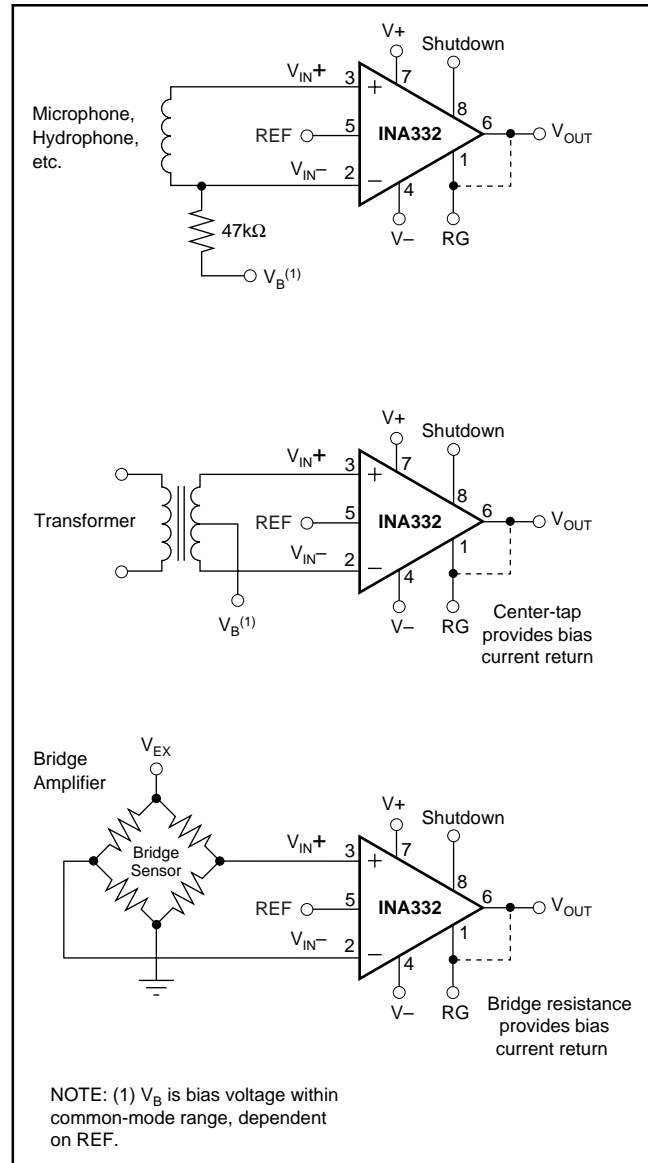 V+
Shutdown
V_IN+
3
7
8
Microphone,
Hydrophone,
etc.
+
6
REF
5
INA332
V_OUT
1
V_IN−
2
−
4
47kΩ
V−
RG
V_B(1)
V+
Shutdown
V_IN+
3
7
8
+
6
Transformer
REF
5
INA332
V_OUT
1
V_IN−
2
−
4
V_B(1)
V−
RG
Center-tap
provides bias
current return
Bridge
Amplifier
V_EX
V+
Shutdown
V_IN+
3
7
8
Bridge
Sensor
+
6
REF
5
INA332
V_OUT
1
V_IN−
2
−
4
V−
RG
Bridge resistance
provides bias
current return
NOTE: (1) V_B is bias voltage within
common-mode range, dependent
on REF.